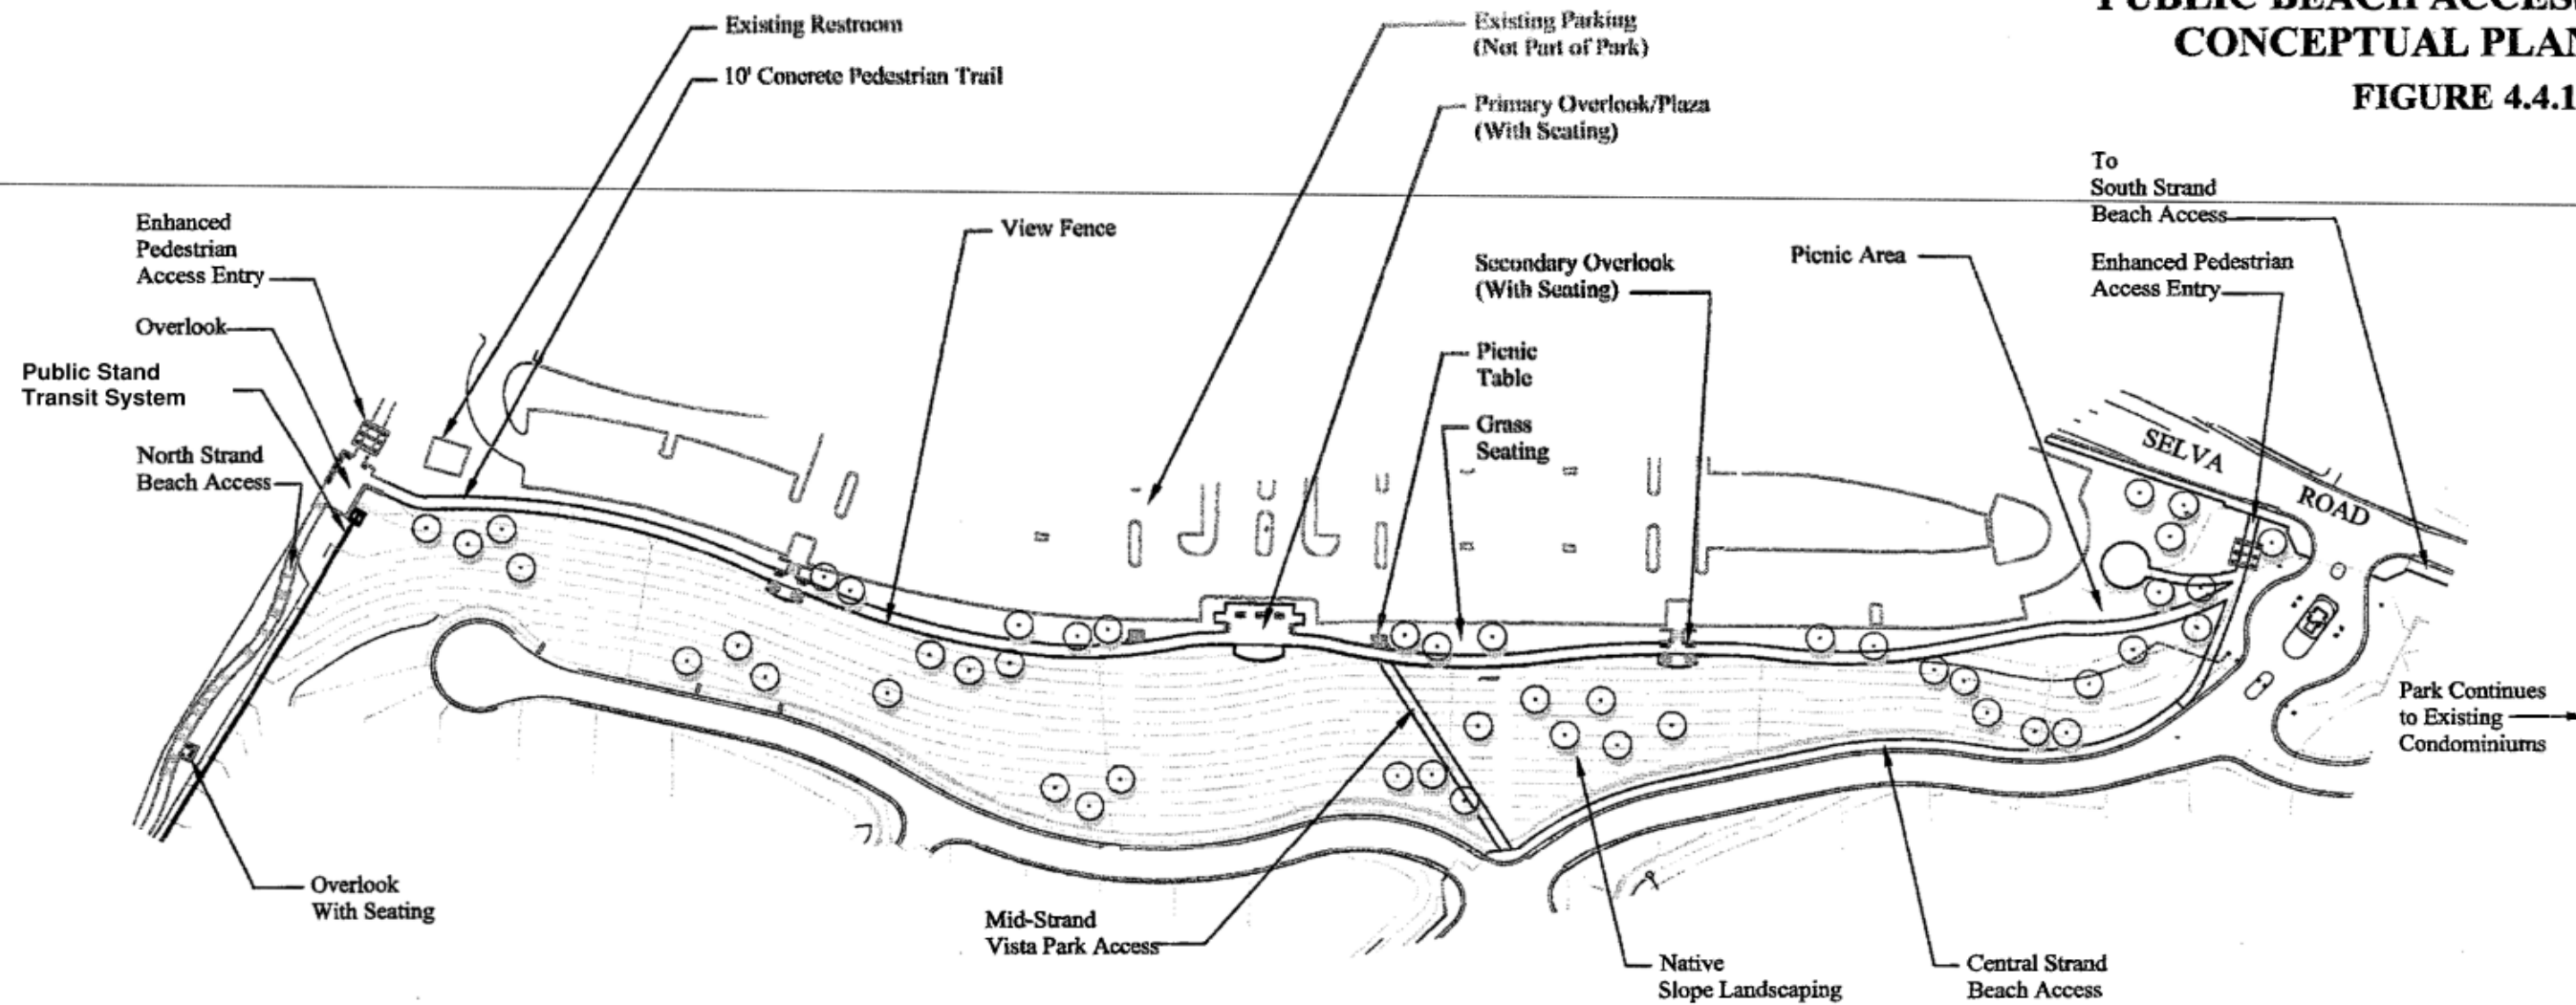 PUBLIC BEACH ACCESS
CONCEPTUAL PLAN
FIGURE 4.4.1
Existing Restroom
10' Concrete Pedestrian Trail
Existing Parking
(Not Part of Park)
Primary Overlook/Plaza
(With Seating)
To
South Strand
Beach Access
Enhanced
Pedestrian
Access Entry
View Fence
Secondary Overlook
(With Seating)
Picnic Area
Enhanced Pedestrian
Access Entry
Overlook
Public Stand
Transit System
Picnic
Table
Grass
Seating
North Strand
Beach Access
SELVA
ROAD
Park Continues
to Existing
Condominiums
Overlook
With Seating
Mid-Strand
Vista Park Access
Native
Slope Landscaping
Central Strand
Beach Access